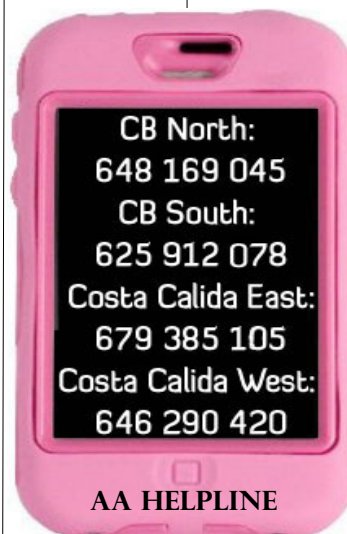 CB North:
648 169 045
CB South:
625 912 078
Costa Calida East:
679 385 105
Costa Calida West:
646 290 420
AA HELPLINE